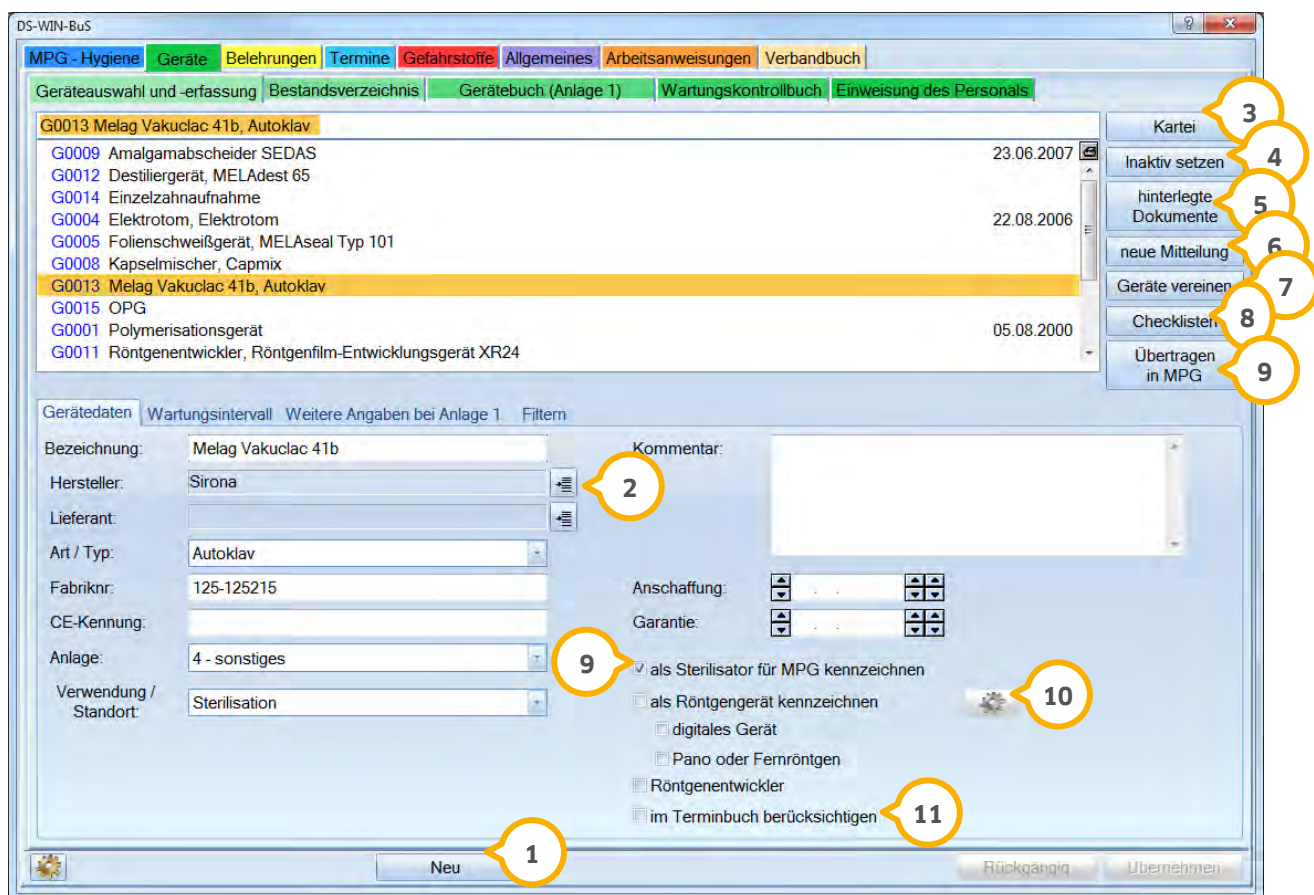 DS-WIN-BuS
MPG - Hygiene Geräte Belehrungen Termine Gefahrstoffe Allgemeines Arbeitsanweisungen Verbandbuch
Geräteauswahl und -erfassung Bestandsverzeichnis Gerätebuch (Anlage 1) Wartungskontrollbuch Einweisung des Personals
G0013 Melag Vakuclac 41b, Autoklav
Kartei 3
G0009 Amalgamabscheider SEDAS 23.06.2007
Inaktiv setzen 4
G0012 Destiliergerät, MELAdest 65
G0014 Einzelzahnaufnahme
hinterlegte
Dokumente 5
G0004 Elektrotom, Elektrotom 22.08.2006
G0005 Folienschweißgerät, MELAseal Typ 101
neue Mitteilung 6
G0008 Kapselmischer, Capmix
G0013 Melag Vakuclac 41b, Autoklav
Geräte vereinen 7
G0015 OPG
Checklisten 8
G0001 Polymerisationsgerät 05.08.2000
G0011 Röntgenentwickler, Röntgenfilm-Entwicklungsgerät XR24
Übertragen
in MPG 9
Gerätedaten Wartungsintervall Weitere Angaben bei Anlage 1 Filtern
Bezeichnung: Melag Vakuclac 41b
Kommentar:
Hersteller: Sirona 2
Lieferant:
Art / Typ: Autoklav
Fabriknr: 125-125215
Anschaffung: . .
CE-Kennung:
Garantie: . .
Anlage: 4 - sonstiges
9 als Sterilisator für MPG kennzeichnen
Verwendung /
Standort: Sterilisation
als Röntgengerät kennzeichnen 10
digitales Gerät
Pano oder Fernröntgen
Röntgenentwickler
im Terminbuch berücksichtigen 11
Neu 1
Rückgängig Übernehmen